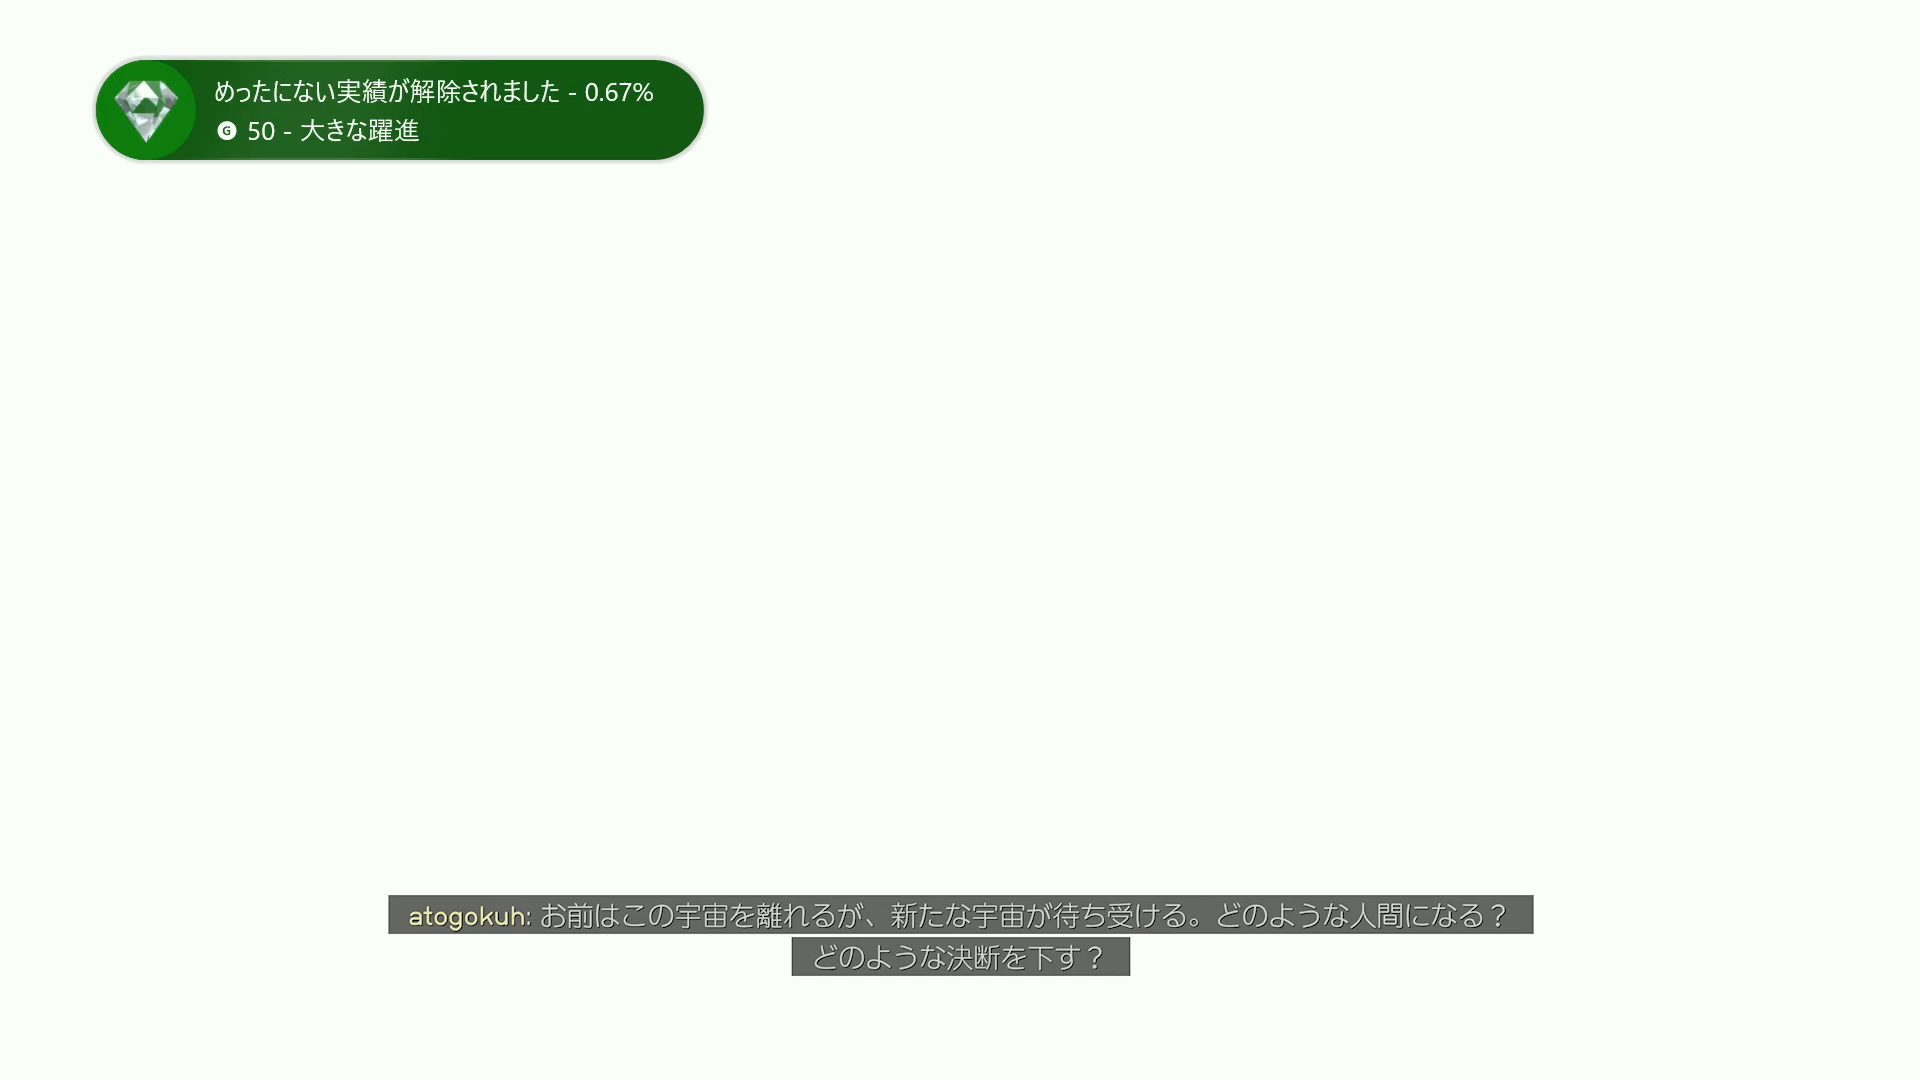 めったにない実績が解除されました - 0.67%
G 50 - 大きな躍進
atogokuh: お前はこの宇宙を離れるが、新たな宇宙が待ち受ける。どのような人間になる？
どのような決断を下す？